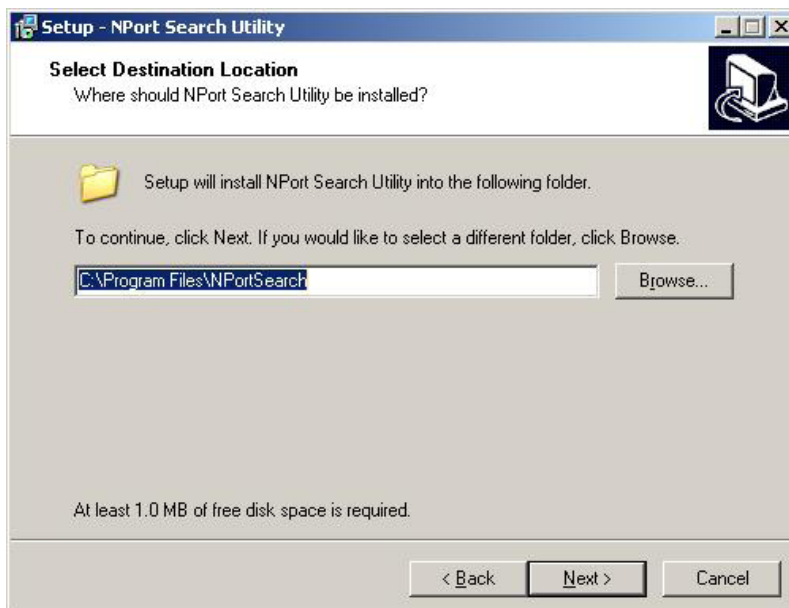 Setup - NPort Search Utility
Select Destination Location
Where should NPort Search Utility be installed?
Setup will install NPort Search Utility into the following folder.
To continue, click Next. If you would like to select a different folder, click Browse.
C:\Program Files\NPortSearch
Browse...
At least 1.0 MB of free disk space is required.
< Back
Next >
Cancel